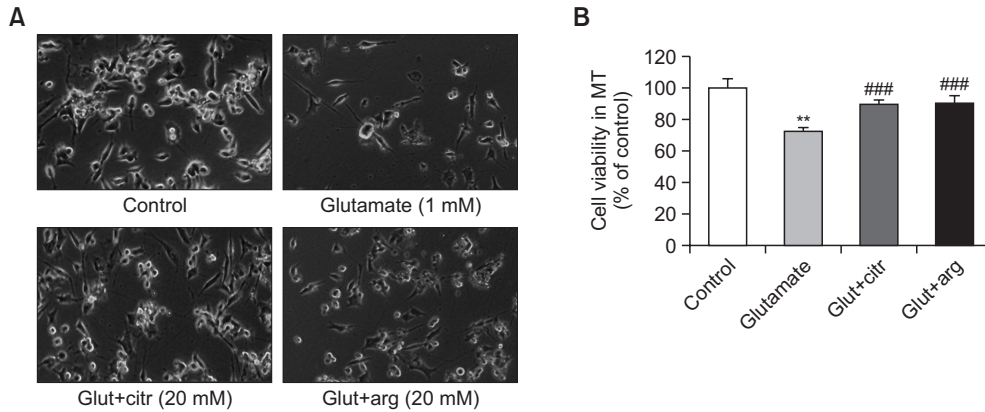 A
Control
Glutamate (1 mM)
Glut+citr (20 mM)
Glut+arg (20 mM)
B
Cell viability in MT
(% of control)
120
100
80
60
40
20
0
**
###
###
Control
Glutamate
Glut+citr
Glut+arg